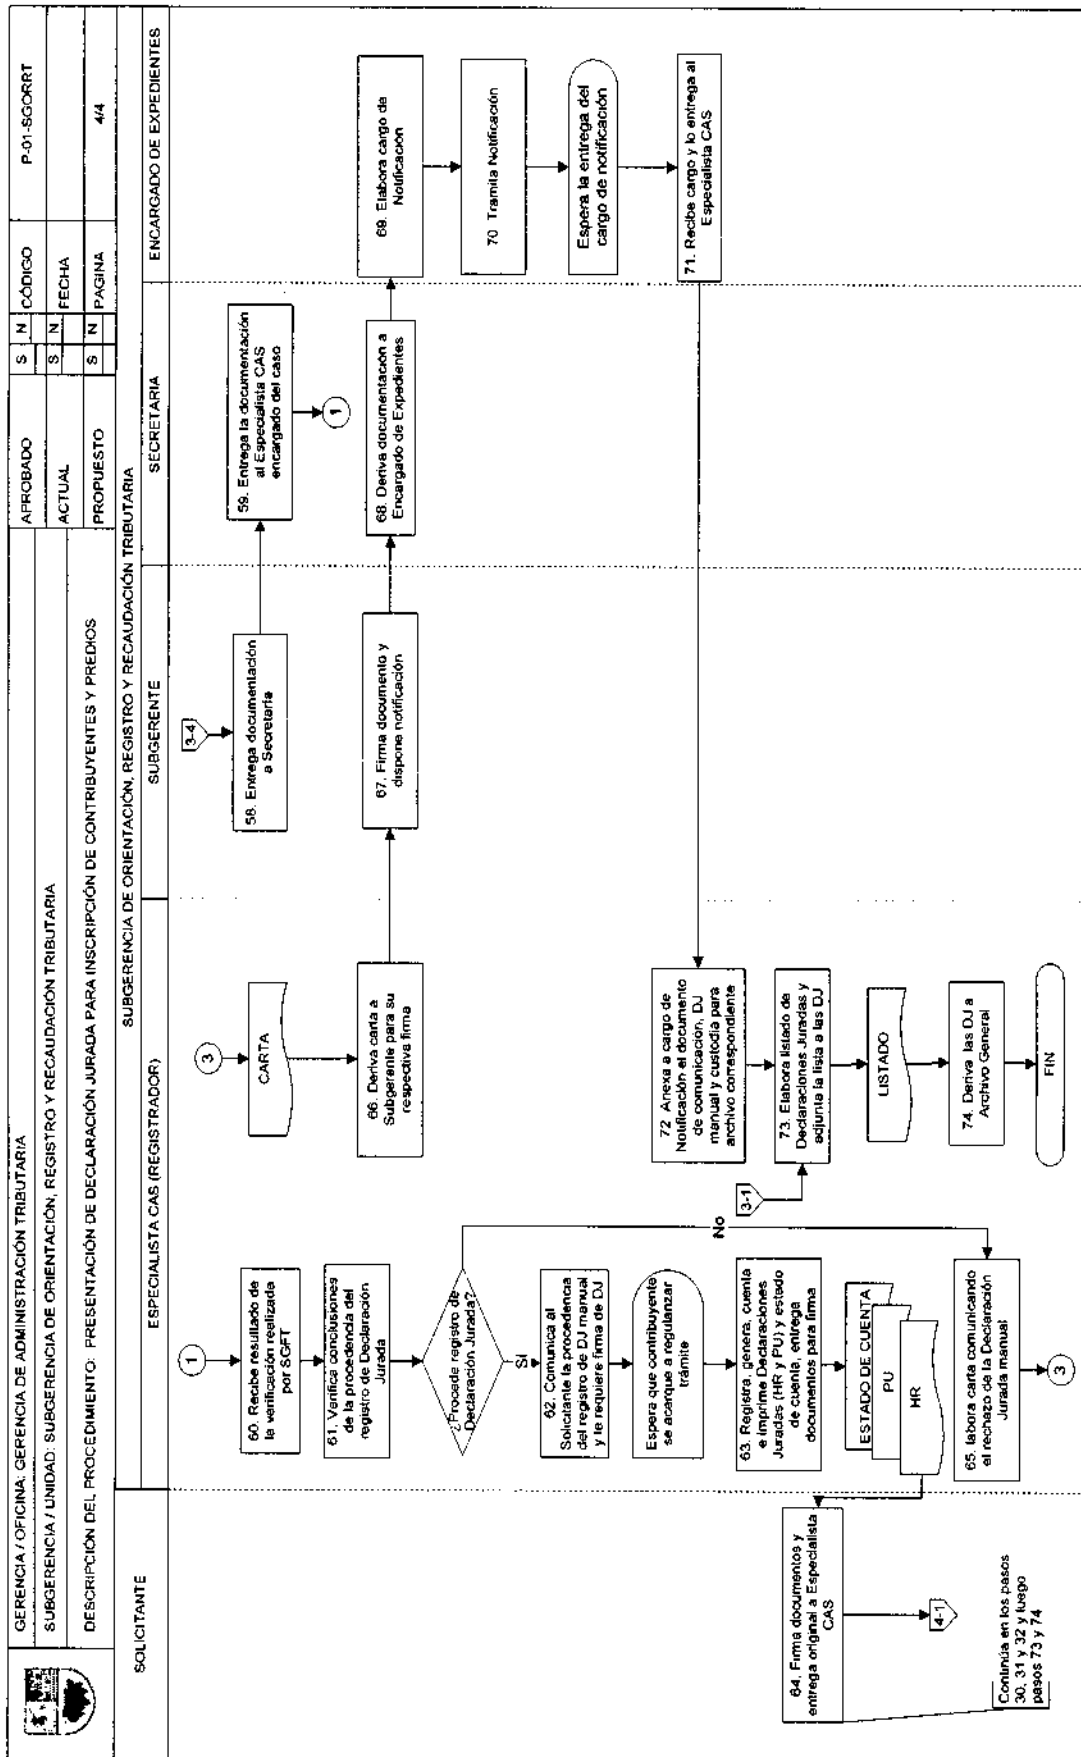 GERENCIA / OFICINA: GERENCIA DE ADMINISTRACIÓN TRIBUTARIA
SUBGERENCIA / UNIDAD: SUBGERENCIA DE ORIENTACIÓN, REGISTRO Y RECAUDACIÓN TRIBUTARIA
DESCRIPCIÓN DEL PROCEDIMIENTO: PRESENTACIÓN DE DECLARACIÓN JURADA PARA INSCRIPCIÓN DE CONTRIBUYENTES Y PREDIOS
APROBADO S N CÓDIGO P-01-SGORRT
ACTUAL S N FECHA
PROPUESTO S N PAGINA 4/4
SUBGERENCIA DE ORIENTACIÓN, REGISTRO Y RECAUDACIÓN TRIBUTARIA
SOLICITANTE
ESPECIALISTA CAS (REGISTRADOR)
SUBGERENTE
SECRETARIA
ENCARGADO DE EXPEDIENTES
3-4
58. Entrega documentación
a Secretaria
59. Entrega la documentación
al Especialista CAS
encargado del caso
1
1
60. Recibe resultado de
la verificación realizada
por SGFT
61. Verifica conclusiones
de la procedencia del
registro de Declaración
Jurada
¿Procede registro de
Declaración Jurada?
SI
No
62. Comunica al
Solicitante la procedencia
del registro de DJ manual
y le requiere firma de DJ
Espera que contribuyente
se acerque a regularizar
trámite
63. Registra, genera, cuenta
e imprime Declaraciones
Juradas (HR y PU) y estado
de cuenta, entrega
documentos para firma
ESTADO DE CUENTA
PU
HR
64. Firma documentos y
entrega original a Especialista
CAS
4-1
Continúa en los pasos
30, 31 y 32 y luego
pasos 73 y 74
65. labora carta comunicando
el rechazo de la Declaración
Jurada manual
3
3
CARTA
66. Deriva carta a
Subgerente para su
respectiva firma
67. Firma documento y
dispone notificación
68. Deriva documentación a
Encargado de Expedientes
69. Elabora cargo de
Notificación
70 Tramita Notificación
Espera la entrega del
cargo de notificación
71. Recibe cargo y lo entrega al
Especialista CAS
72 Anexa a cargo de
Notificación el documento
de comunicación, DJ
manual y custodia para
archivo correspondiente
3-1
73. Elabora listado de
Declaraciones Juradas y
adjunta la lista a las DJ
LISTADO
74. Deriva las DJ a
Archivo General
FIN